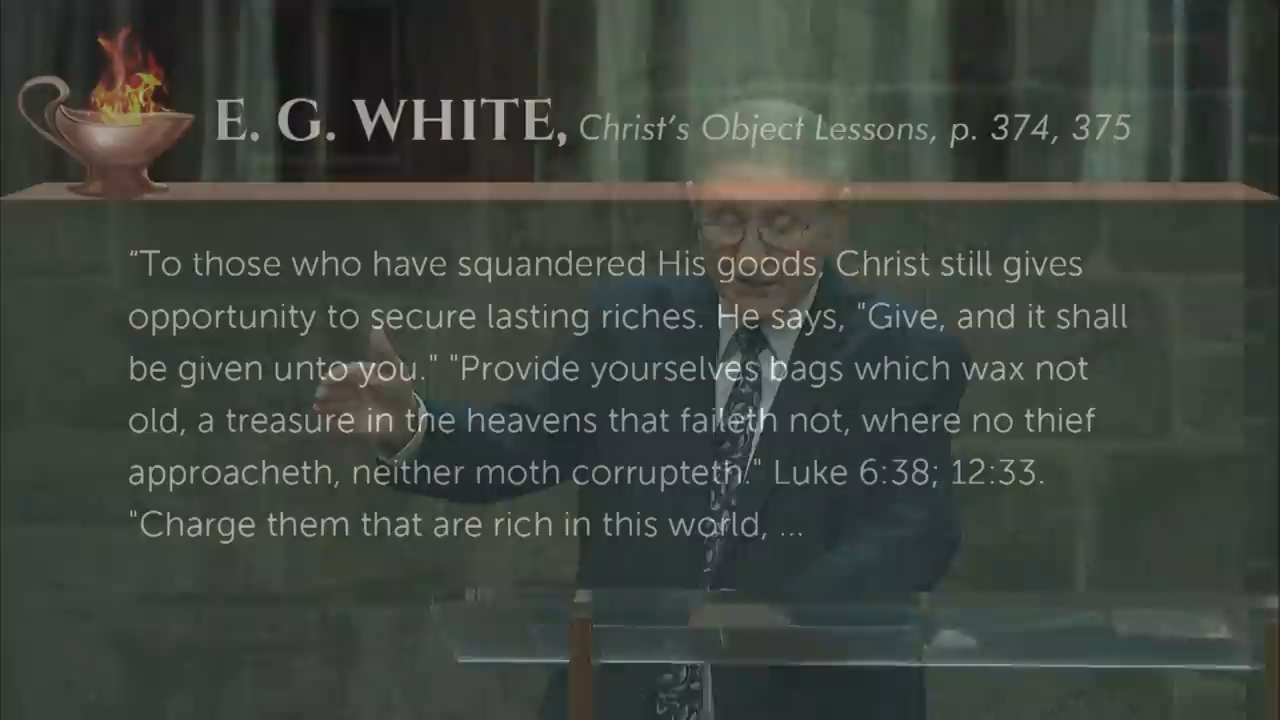 E. G. WHITE, Christ's Object Lessons, p. 374, 375
“To those who have squandered His goods, Christ still gives
opportunity to secure lasting riches. He says, "Give, and it shall
be given unto you." "Provide yourselves bags which wax not
old, a treasure in the heavens that faileth not, where no thief
approacheth, neither moth corrupteth." Luke 6:38; 12:33.
"Charge them that are rich in this world, ...